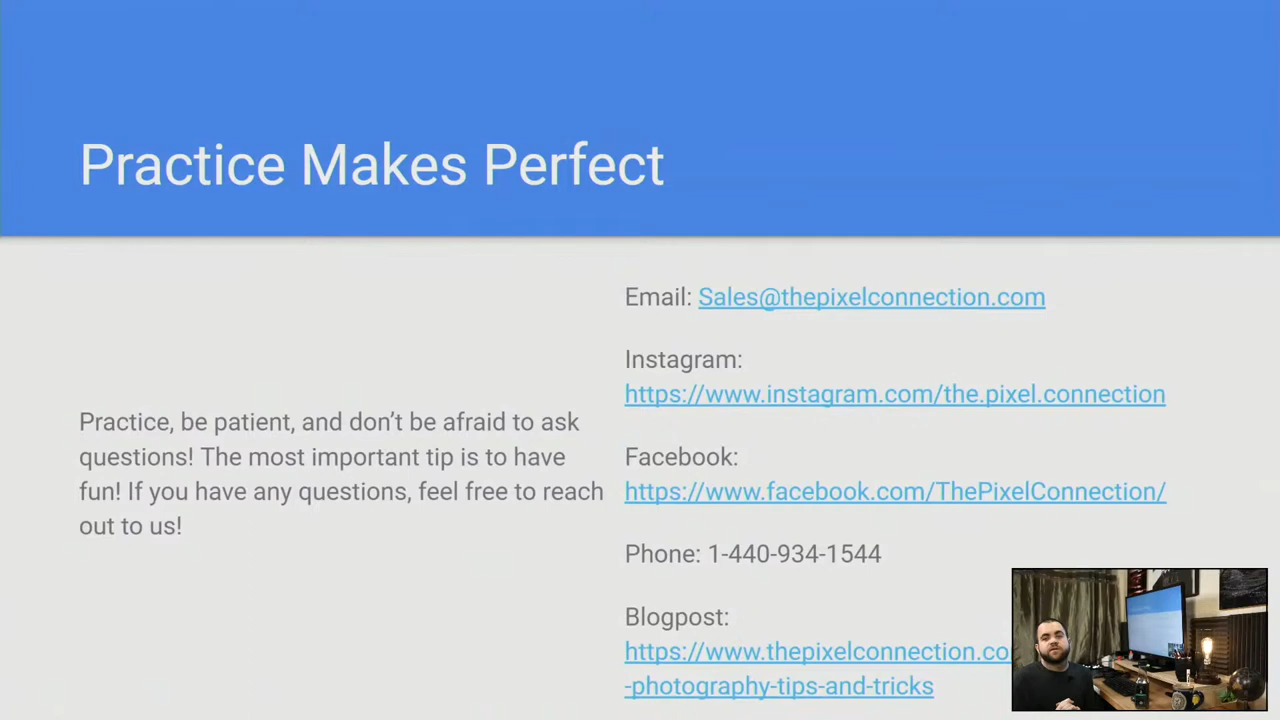 Practice Makes Perfect
Practice, be patient, and don’t be afraid to ask
questions! The most important tip is to have
fun! If you have any questions, feel free to reach
out to us!
Email: Sales@thepixelconnection.com
Instagram:
https://www.instagram.com/the.pixel.connection
Facebook:
https://www.facebook.com/ThePixelConnection/
Phone: 1-440-934-1544
Blogpost:
https://www.thepixelconnection.co
-photography-tips-and-tricks